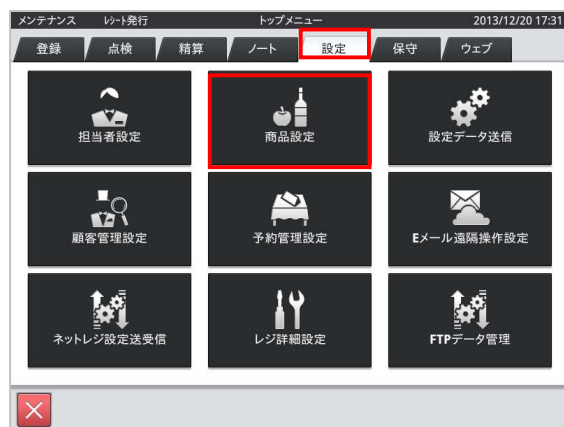 メンテナンス ﾚｼｰﾄ発行 トップメニュー 2013/12/20 17:31
登録 点検 精算 ノート 設定 保守 ウェブ
担当者設定 商品設定 設定データ送信
顧客管理設定 予約管理設定 Eメール遠隔操作設定
ネットレジ設定送受信 レジ詳細設定 FTPデータ管理